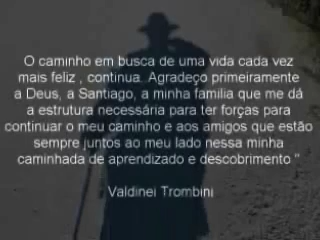 O caminho em busca de uma vida cada vez
mais feliz , continua. Agradeço primeiramente
a Deus, a Santiago, a minha familia que me dá
a estrutura necessária para ter forças para
continuar o meu caminho e aos amigos que estão
sempre juntos ao meu lado nessa minha
caminhada de aprendizado e descobrimento."
Valdinei Trombini